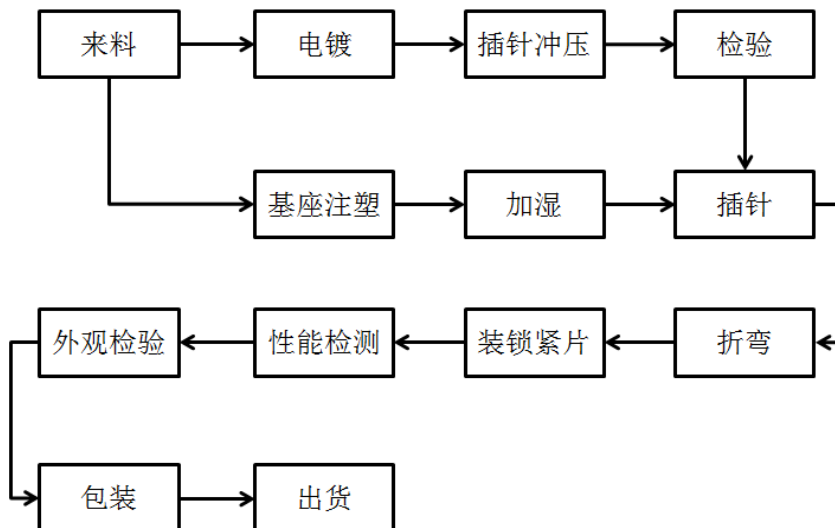 来料
电镀
插针冲压
检验
基座注塑
加湿
插针
外观检验
性能检测
装锁紧片
折弯
包装
出货